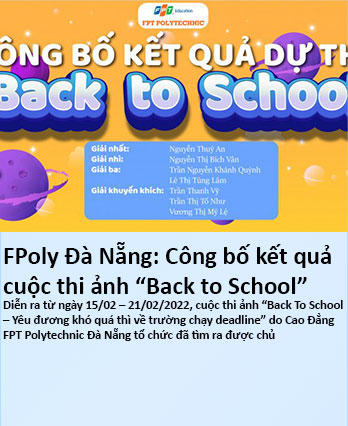 FPT Education
FPT POLYTECHNIC
CÔNG BỐ KẾT QUẢ DỰ TH
Back to School
Giải nhất: Nguyễn Thuý An
Giải nhì: Nguyễn Thị Bích Vân
Giải ba: Trần Nguyễn Khánh Quỳnh
Lê Thị Tùng Lâm
Giải khuyến khích: Trần Thanh Vỹ
Trần Thị Tố Như
Vương Thị Mỹ Lệ
FPoly Đà Nẵng: Công bố kết quả
cuộc thi ảnh “Back to School”
Diễn ra từ ngày 15/02 – 21/02/2022, cuộc thi ảnh “Back To School
– Yêu đương khó quá thì về trường chạy deadline” do Cao Đẳng
FPT Polytechnic Đà Nẵng tổ chức đã tìm ra được chủ